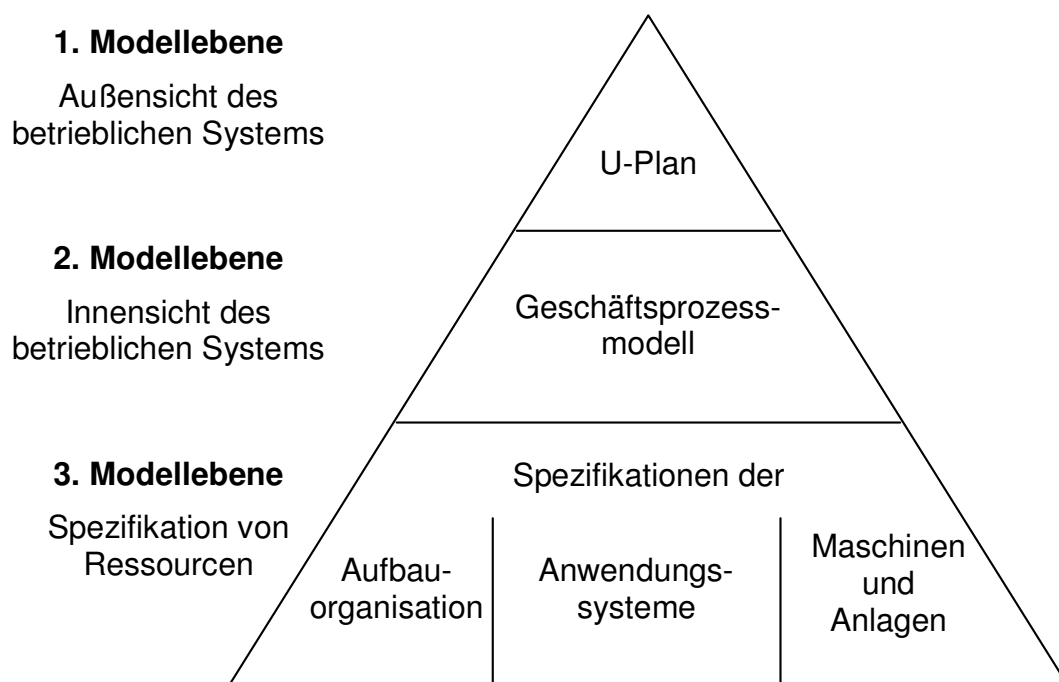 1. Modellebene
Außensicht des
betrieblichen Systems
U-Plan
2. Modellebene
Innensicht des
betrieblichen Systems
Geschäftsprozess-
modell
3. Modellebene
Spezifikation von
Ressourcen
Spezifikationen der
Aufbau-
organisation
Anwendungs-
systeme
Maschinen
und
Anlagen